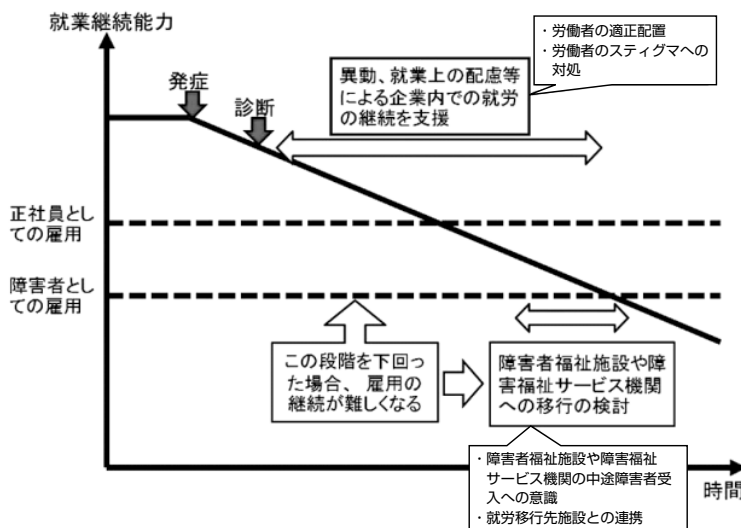 就業継続能力
・労働者の適正配置
・労働者のスティグマへの
対処
発症
診断
異動、就業上の配慮等
による企業内での就労
の継続を支援
正社員とし
ての雇用
障害者とし
ての雇用
この段階を下回っ
た場合、 雇用の
継続が難しくなる
障害者福祉施設や障
害福祉サービス機関
への移行の検討
時間
・障害者福祉施設や障害福祉
サービス機関の中途障害者受
入への意識
・就労移行先施設との連携